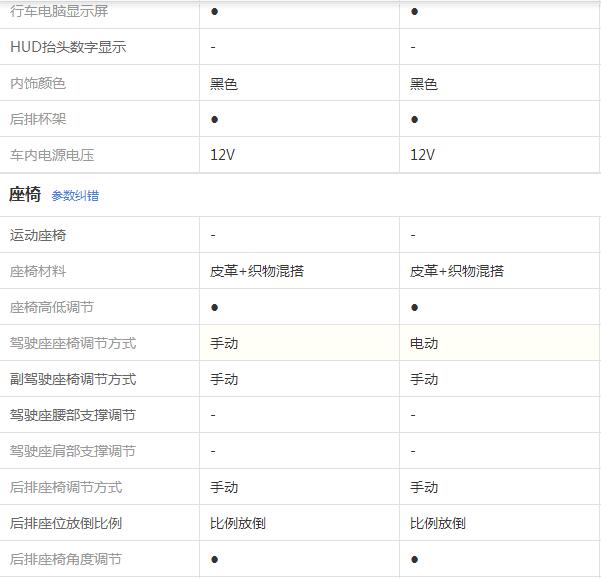 行车电脑显示屏 ● ●
HUD抬头数字显示 - -
内饰颜色 黑色 黑色
后排杯架 ● ●
车内电源电压 12V 12V
座椅 参数纠错
运动座椅 - -
座椅材料 皮革+织物混搭 皮革+织物混搭
座椅高低调节 ● ●
驾驶座座椅调节方式 手动 电动
副驾驶座椅调节方式 手动 手动
驾驶座腰部支撑调节 - -
驾驶座肩部支撑调节 - -
后排座椅调节方式 手动 手动
后排座位放倒比例 比例放倒 比例放倒
后排座椅角度调节 ● ●